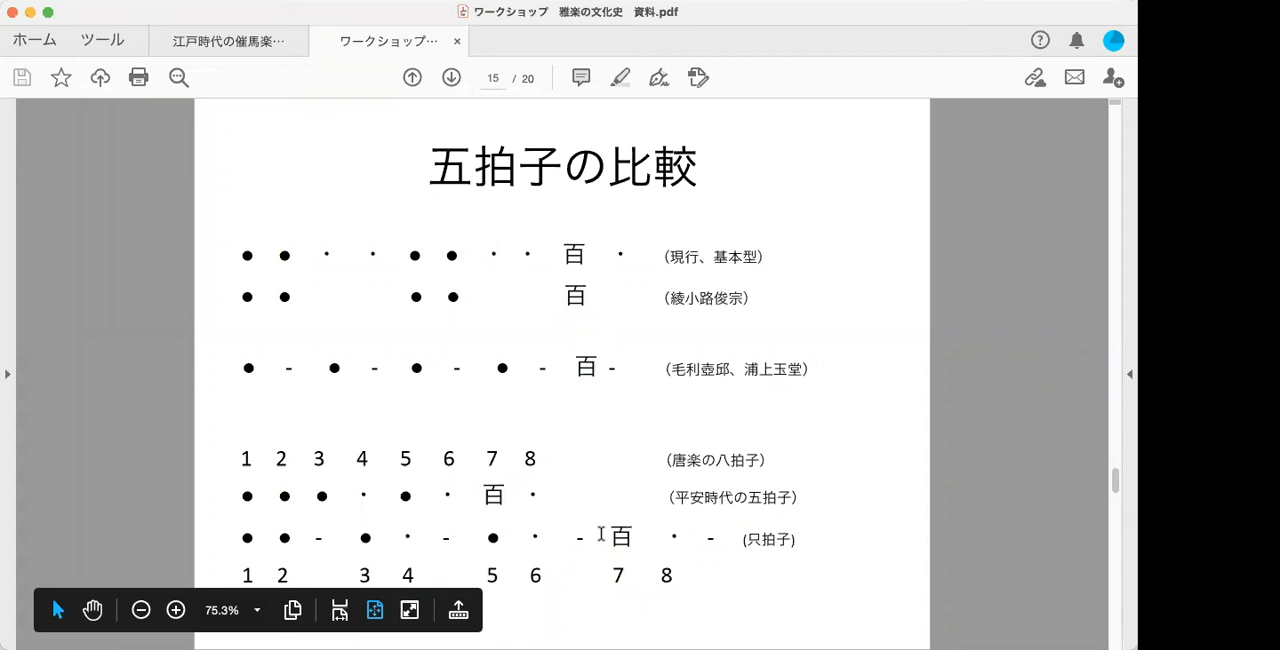 ワークショップ 雅楽の文化史 資料.pdf
ホーム ツール 江戸時代の催馬楽… ワークショップ… ×
15 / 20
五拍子の比較
● ● ・ ・ ● ● ・ ・ 百 ・ （現行、基本型）
● ● ● ● 百 （綾小路俊宗）
● - ● - ● - ● - 百 - （毛利壺邱、浦上玉堂）
1 2 3 4 5 6 7 8 （唐楽の八拍子）
● ● ● ・ ● ・ 百 ・ （平安時代の五拍子）
● ● - ● ・ - ● ・ - 百 ・ - (只拍子)
1 2 3 4 5 6 7 8
75.3%